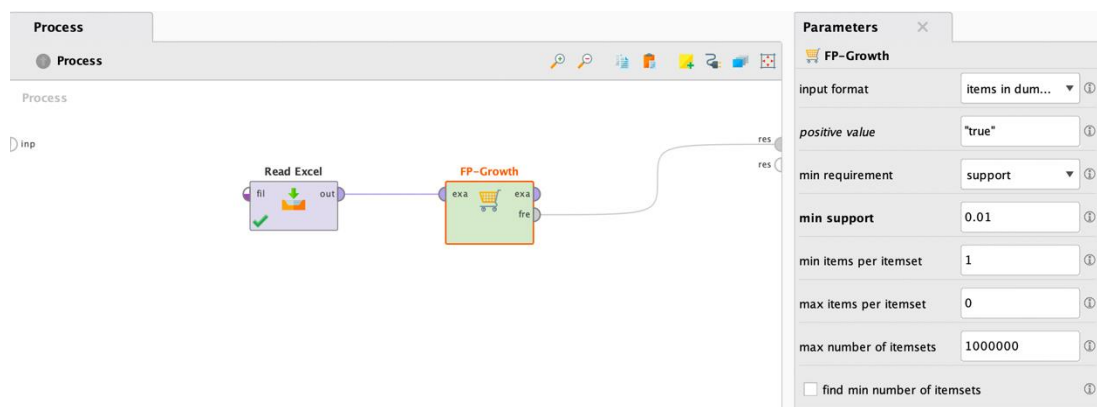 Process
Process
Process
inp
res
res
Read Excel
fil
out
FP-Growth
exa
exa
fre
Parameters
FP-Growth
input format
items in dum...
positive value
"true"
min requirement
support
min support
0.01
min items per itemset
1
max items per itemset
0
max number of itemsets
1000000
find min number of itemsets